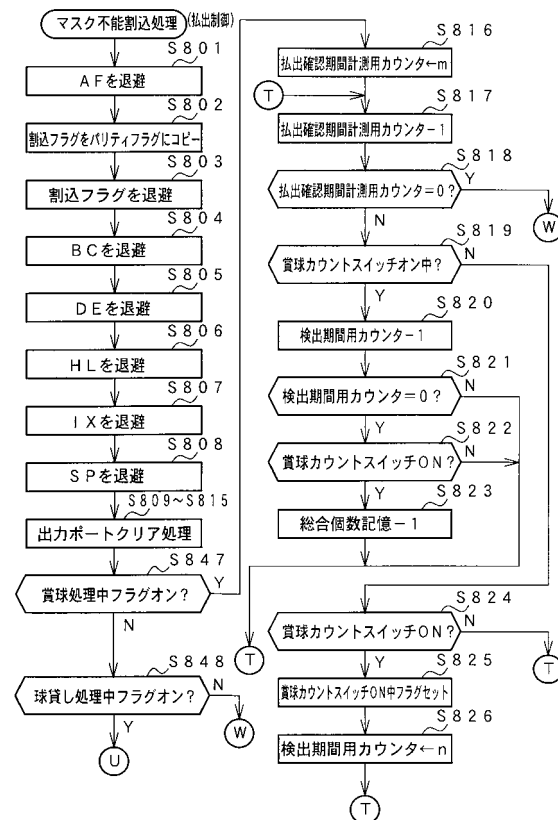 マスク不能割込処理
(払出制御)
S801
AFを退避
S802
割込フラグをパリティフラグにコピー
S803
割込フラグを退避
S804
BCを退避
S805
DEを退避
S806
HLを退避
S807
IXを退避
S808
SPを退避
S809~S815
出力ポートクリア処理
S847
賞球処理中フラグオン?
Y
N
S848
球貸し処理中フラグオン?
N
W
Y
U
S816
払出確認期間計測用カウンタ←m
T
S817
払出確認期間計測用カウンタ-1
S818
払出確認期間計測用カウンタ=0?
Y
W
N
S819
賞球カウントスイッチオン中?
N
Y
S820
検出期間用カウンタ-1
S821
検出期間用カウンタ=0?
N
Y
S822
賞球カウントスイッチON?
N
Y
S823
総合個数記憶-1
T
S824
賞球カウントスイッチON?
N
T
Y
S825
賞球カウントスイッチON中フラグセット
S826
検出期間用カウンタ←n
T